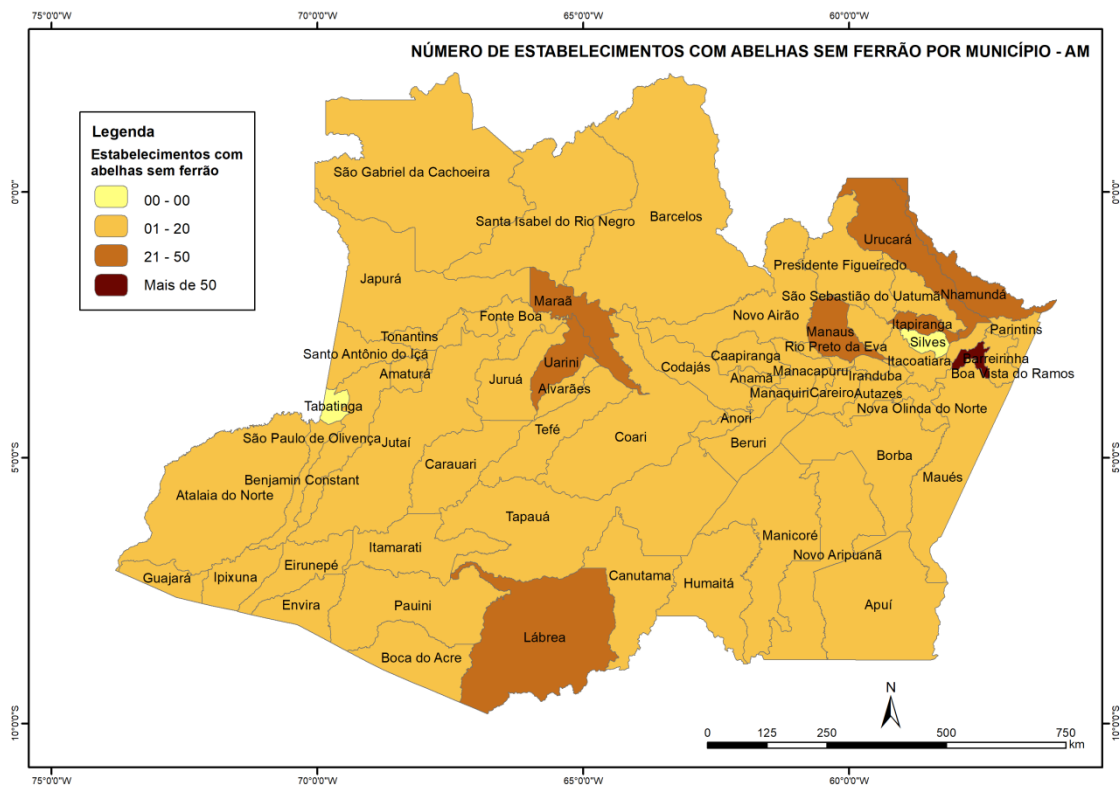 75°0'0"W
70°0'0"W
65°0'0"W
60°0'0"W
NÚMERO DE ESTABELECIMENTOS COM ABELHAS SEM FERRÃO POR MUNICÍPIO - AM
Legenda
Estabelecimentos com
abelhas sem ferrão
00 - 00
01 - 20
21 - 50
Mais de 50
0°0'0"
0°0'0"
São Gabriel da Cachoeira
Santa Isabel do Rio Negro
Barcelos
Urucará
Presidente Figueiredo
Japurá
Nhamundá
São Sebastião do Uatumã
Maraã
Fonte Boa
Novo Airão
Itapiranga
Manaus
Parintins
Tonantins
Silves
Rio Preto da Eva
Santo Antônio do Içá
Caapiranga
Itacoatiara
Barreirinha
Uarini
Codajás
Amaturá
Juruá
Anamã
Manacapuru
Iranduba
Boa Vista do Ramos
Alvarães
Manaquiri
Careiro
Autazes
Tabatinga
Nova Olinda do Norte
Anori
Tefé
São Paulo de Olivença
Jutaí
Coari
Beruri
5°0'0"S
5°0'0"S
Borba
Carauari
Benjamin Constant
Maués
Atalaia do Norte
Tapauá
Manicoré
Itamarati
Novo Aripuanã
Eirunepé
Guajará
Ipixuna
Canutama
Humaitá
Envira
Pauini
Apuí
Lábrea
Boca do Acre
N
10°0'0"S
10°0'0"S
0 125 250 500 750
km
75°0'0"W
70°0'0"W
65°0'0"W
60°0'0"W